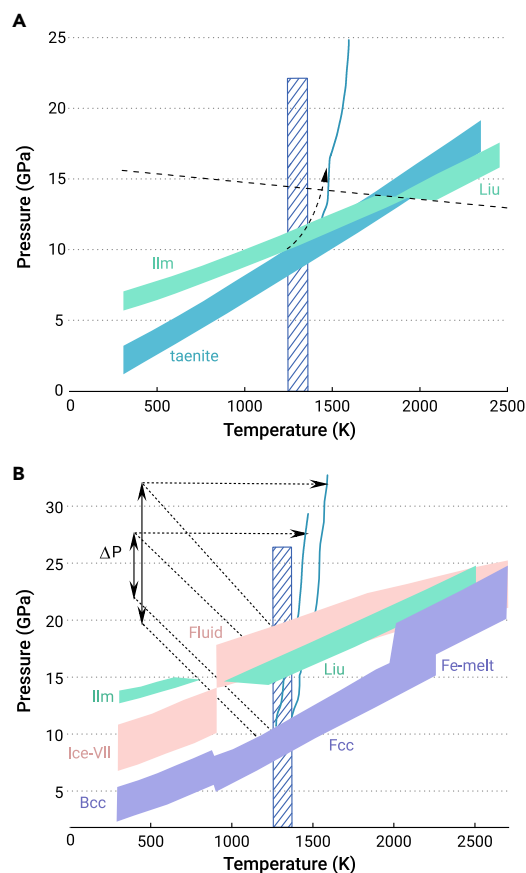 A
25
20
15
10
5
0
Pressure (GPa)
Ilm
Liu
taenite
0 500 1000 1500 2000 2500
Temperature (K)
B
30
25
20
15
10
5
Pressure (GPa)
ΔP
Fluid
Ilm
Liu
Fe-melt
Ice-VII
Fcc
Bcc
0 500 1000 1500 2000 2500
Temperature (K)